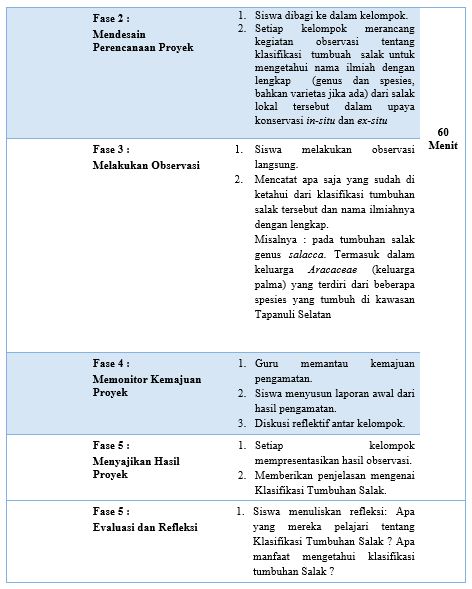 Fase 2 :
Mendesain
Perencanaan Proyek
1. Siswa dibagi ke dalam kelompok.
2. Setiap kelompok merancang
kegiatan observasi tentang
klasifikasi tumbuah salak untuk
mengetahui nama ilmiah dengan
lengkap (genus dan spesies,
bahkan varietas jika ada) dari salak
lokal tersebut dalam upaya
konservasi in-situ dan ex-situ
60
Menit
Fase 3 :
Melakukan Observasi
1. Siswa melakukan observasi
langsung.
2. Mencatat apa saja yang sudah di
ketahui dari klasifikasi tumbuhan
salak tersebut dan nama ilmiahnya
dengan lengkap.
Misalnya : pada tumbuhan salak
genus salacca. Termasuk dalam
keluarga Aracaceae (keluarga
palma) yang terdiri dari beberapa
spesies yang tumbuh di kawasan
Tapanuli Selatan
Fase 4 :
Memonitor Kemajuan
Proyek
1. Guru memantau kemajuan
pengamatan.
2. Siswa menyusun laporan awal dari
hasil pengamatan.
3. Diskusi reflektif antar kelompok.
Fase 5 :
Menyajikan Hasil
Proyek
1. Setiap kelompok
mempresentasikan hasil observasi.
2. Memberikan penjelasan mengenai
Klasifikasi Tumbuhan Salak.
Fase 5 :
Evaluasi dan Refleksi
1. Siswa menuliskan refleksi: Apa
yang mereka pelajari tentang
Klasifikasi Tumbuhan Salak ? Apa
manfaat mengetahui klasifikasi
tumbuhan Salak ?